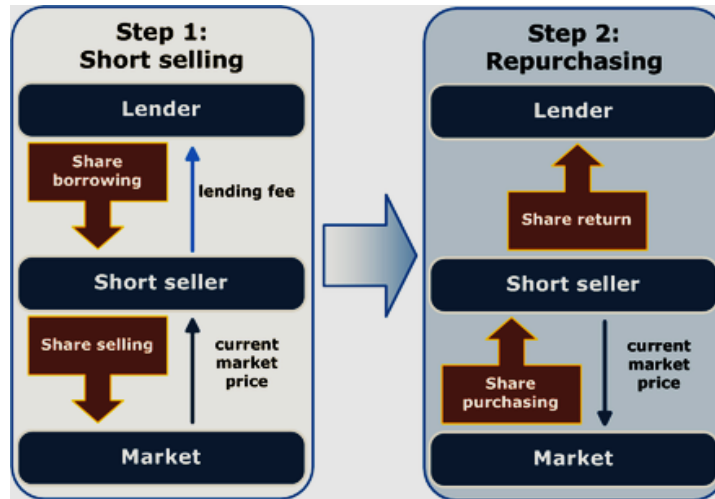 Step 1:
Short selling
Lender
Share
borrowing
lending fee
Short seller
Share selling
current
market
price
Market
Step 2:
Repurchasing
Lender
Share return
Short seller
Share
purchasing
current
market
price
Market